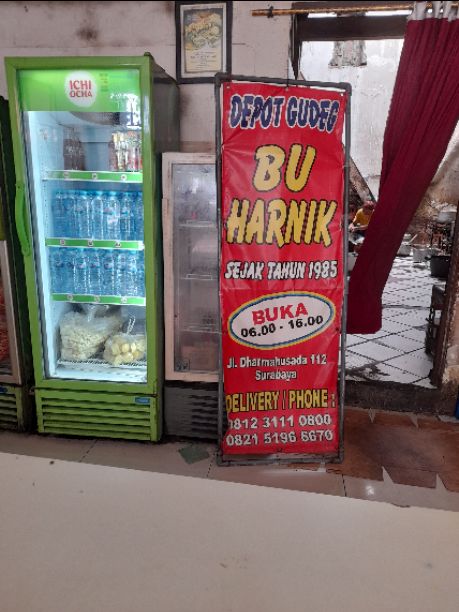 ICHI
OCHA
DEPOT GUDEG
BU
HARNIK
SEJAK TAHUN 1985
BUKA
06.00 - 16.00
Jl. Dharmahusada 112
Surabaya
DELIVERY / PHONE :
0812 3111 0800
0821 5196 6670